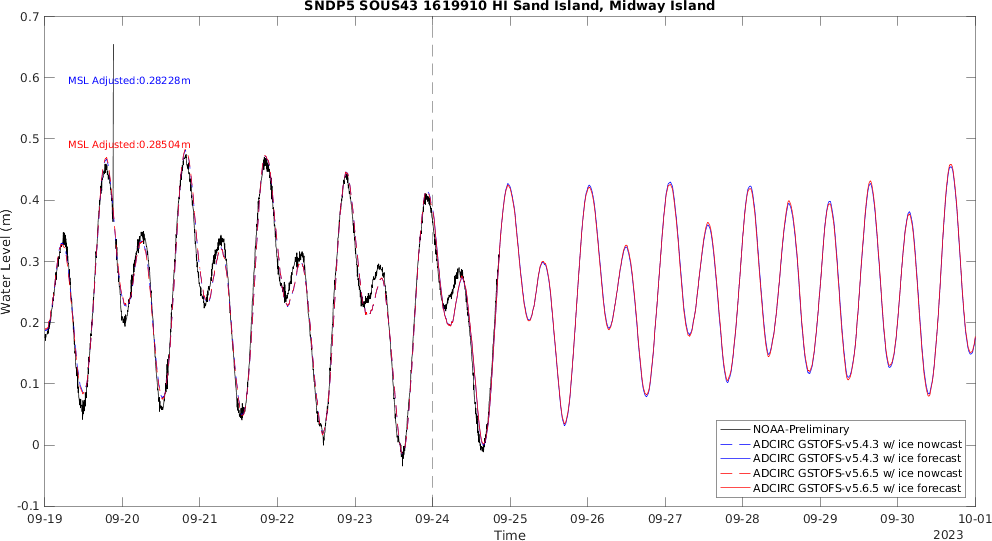 SNDP5 SOUS43 1619910 HI Sand Island, Midway Island
0.7
0.6
0.5
0.4
0.3
0.2
0.1
0
-0.1
Water Level (m)
MSL Adjusted:0.28228m
MSL Adjusted:0.28504m
NOAA-Preliminary
ADCIRC GSTOFS-v5.4.3 w/ ice nowcast
ADCIRC GSTOFS-v5.4.3 w/ ice forecast
ADCIRC GSTOFS-v5.6.5 w/ ice nowcast
ADCIRC GSTOFS-v5.6.5 w/ ice forecast
09-19 09-20 09-21 09-22 09-23 09-24 09-25 09-26 09-27 09-28 09-29 09-30 10-01
Time
2023